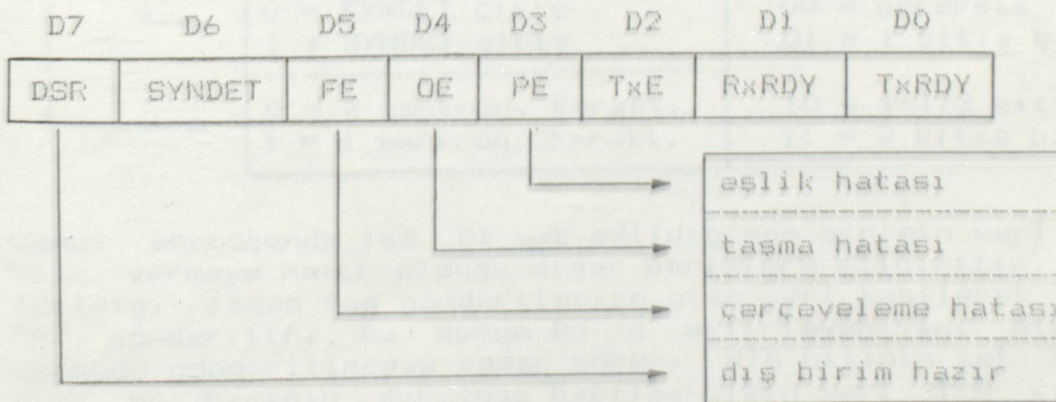 D7 D6 D5 D4 D3 D2 D1 D0
DSR SYNDET FE OE PE TxE RxRDY TxRDY
eşlik hatası
taşma hatası
çerçeveleme hatası
dış birim hazır